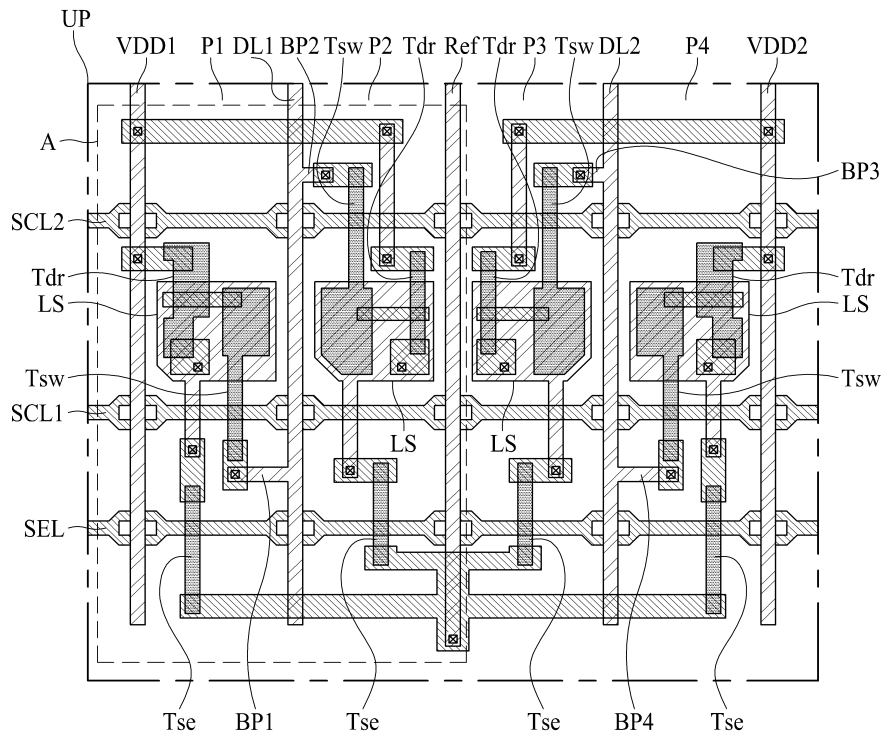 UP
VDD1 P1 DL1 BP2 Tsw P2 Tdr Ref Tdr P3 Tsw DL2 P4 VDD2
A
BP3
SCL2
Tdr Tdr
LS LS
Tsw Tsw
SCL1
LS LS
SEL
Tse BP1 Tse Tse BP4 Tse